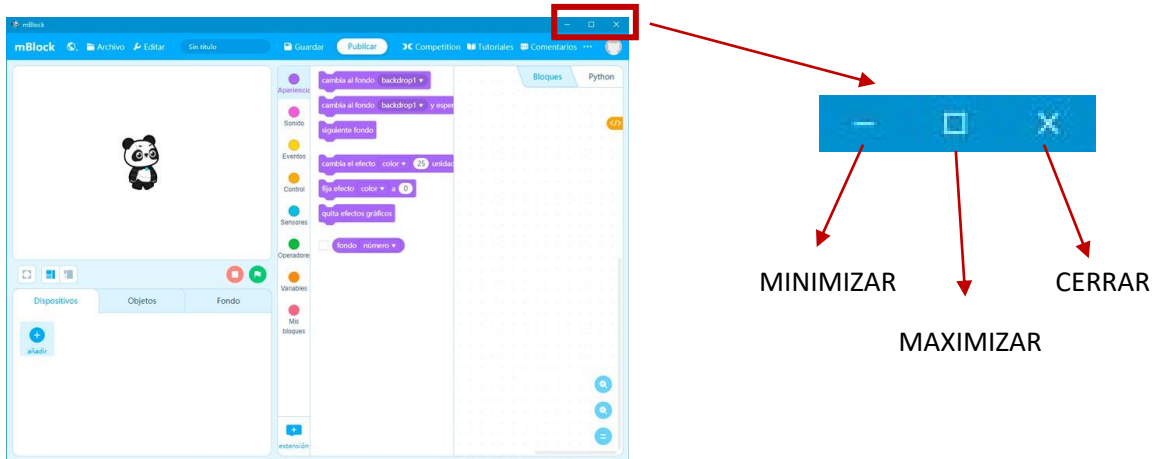 mBlock
mBlock
Archivo
Editar
Sin título
Guardar
Publicar
Competition
Tutoriales
Comentarios
Apariencia
Sonido
Eventos
Control
Sensores
Operadore
Variables
Mis
bloques
extensión
cambia al fondo backdrop1
cambia al fondo backdrop1 y esper
siguiente fondo
cambia el efecto color 25 unidad
fija efecto color a 0
quita efectos gráficos
fondo número
Bloques Python
</>
Dispositivos Objetos Fondo
añadir
MINIMIZAR
MAXIMIZAR
CERRAR